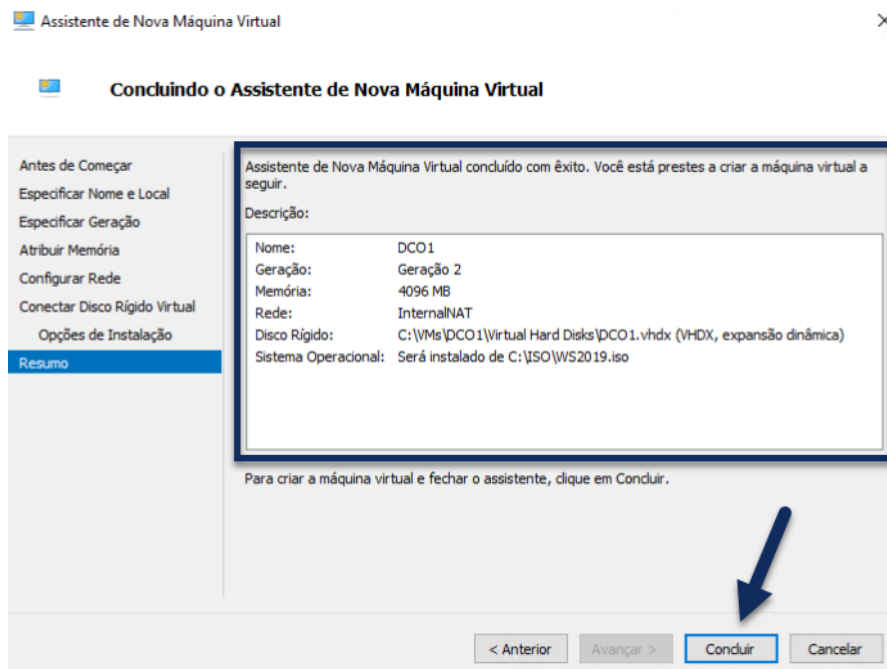 Assistente de Nova Máquina Virtual
Concluindo o Assistente de Nova Máquina Virtual
Antes de Começar
Especificar Nome e Local
Especificar Geração
Atribuir Memória
Configurar Rede
Conectar Disco Rígido Virtual
Opções de Instalação
Resumo
Assistente de Nova Máquina Virtual concluído com êxito. Você está prestes a criar a máquina virtual a
seguir.
Descrição:
Nome: DCO1
Geração: Geração 2
Memória: 4096 MB
Rede: InternalNAT
Disco Rígido: C:\VMs\DCO1\Virtual Hard Disks\DCO1.vhdx (VHDX, expansão dinâmica)
Sistema Operacional: Será instalado de C:\ISO\WS2019.iso
Para criar a máquina virtual e fechar o assistente, clique em Concluir.
< Anterior Avançar > Concluir Cancelar